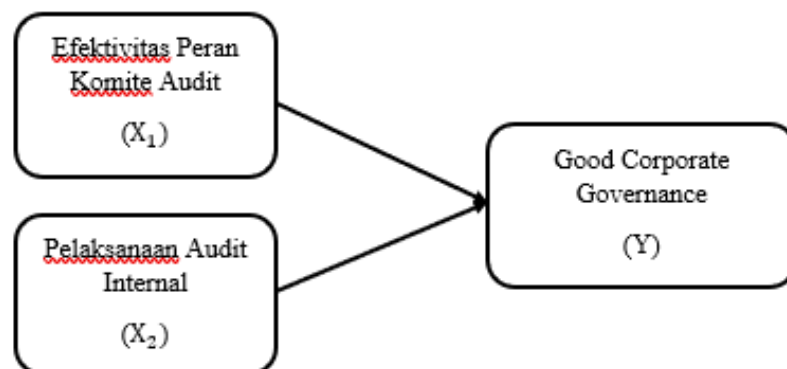 Efektivitas Peran
Komite Audit
(X₁)
Good Corporate
Governance
(Y)
Pelaksanaan Audit
Internal
(X₂)